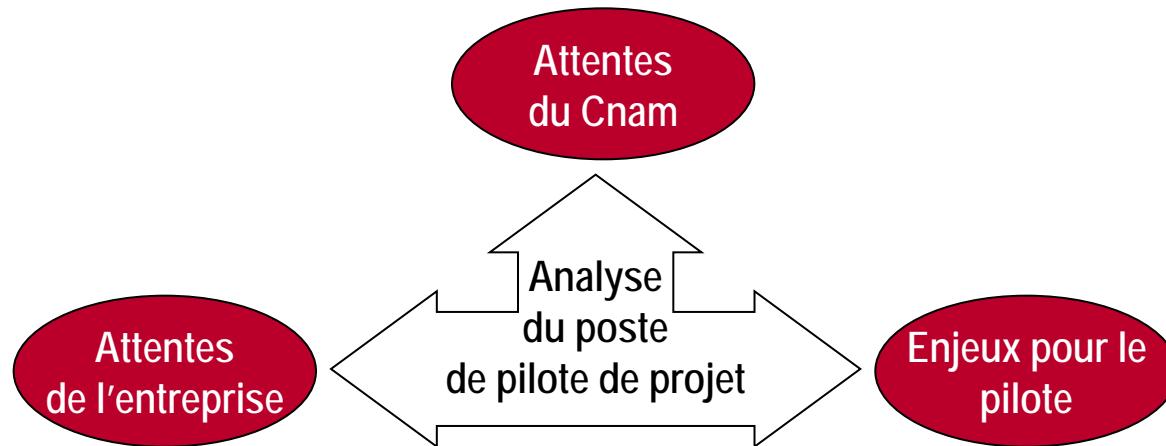 Attentes
du Cnam
Analyse
du poste
de pilote de projet
Attentes
de l'entreprise
Enjeux pour le
pilote